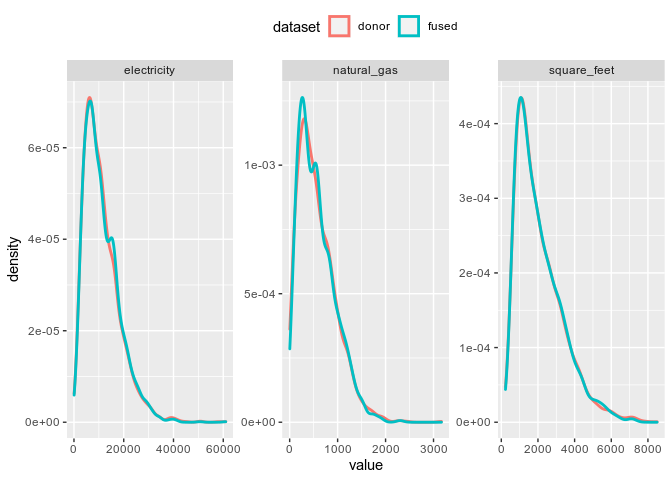 dataset donor fused
electricity natural_gas square_feet
6e-05
4e-05
2e-05
0e+00
0 20000 40000 60000
1e-03
5e-04
0e+00
0 1000 2000 3000
4e-04
3e-04
2e-04
1e-04
0e+00
0 2000 4000 6000 8000
density
value